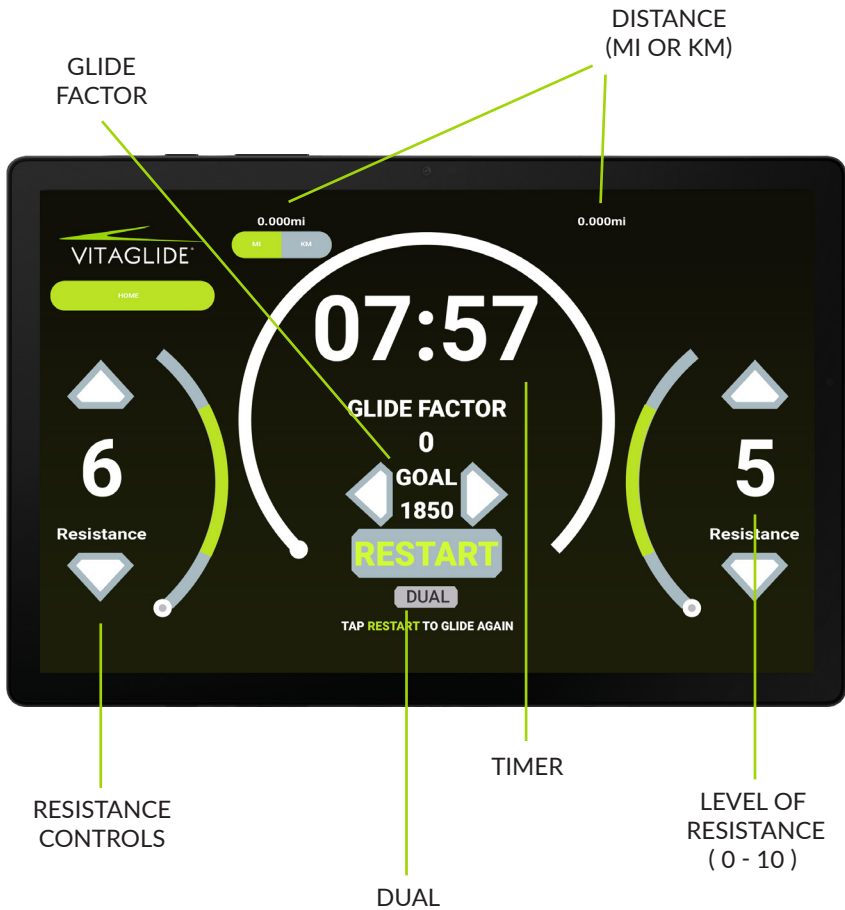 DISTANCE
(MI OR KM)
GLIDE
FACTOR
0.000mi
0.000mi
MI KM
VITAGLIDE
HOME
07:57
GLIDE FACTOR
0
6
Resistance
GOAL
1850
5
Resistance
RESTART
DUAL
TAP RESTART TO GLIDE AGAIN
TIMER
RESISTANCE
CONTROLS
LEVEL OF
RESISTANCE
( 0 - 10 )
DUAL